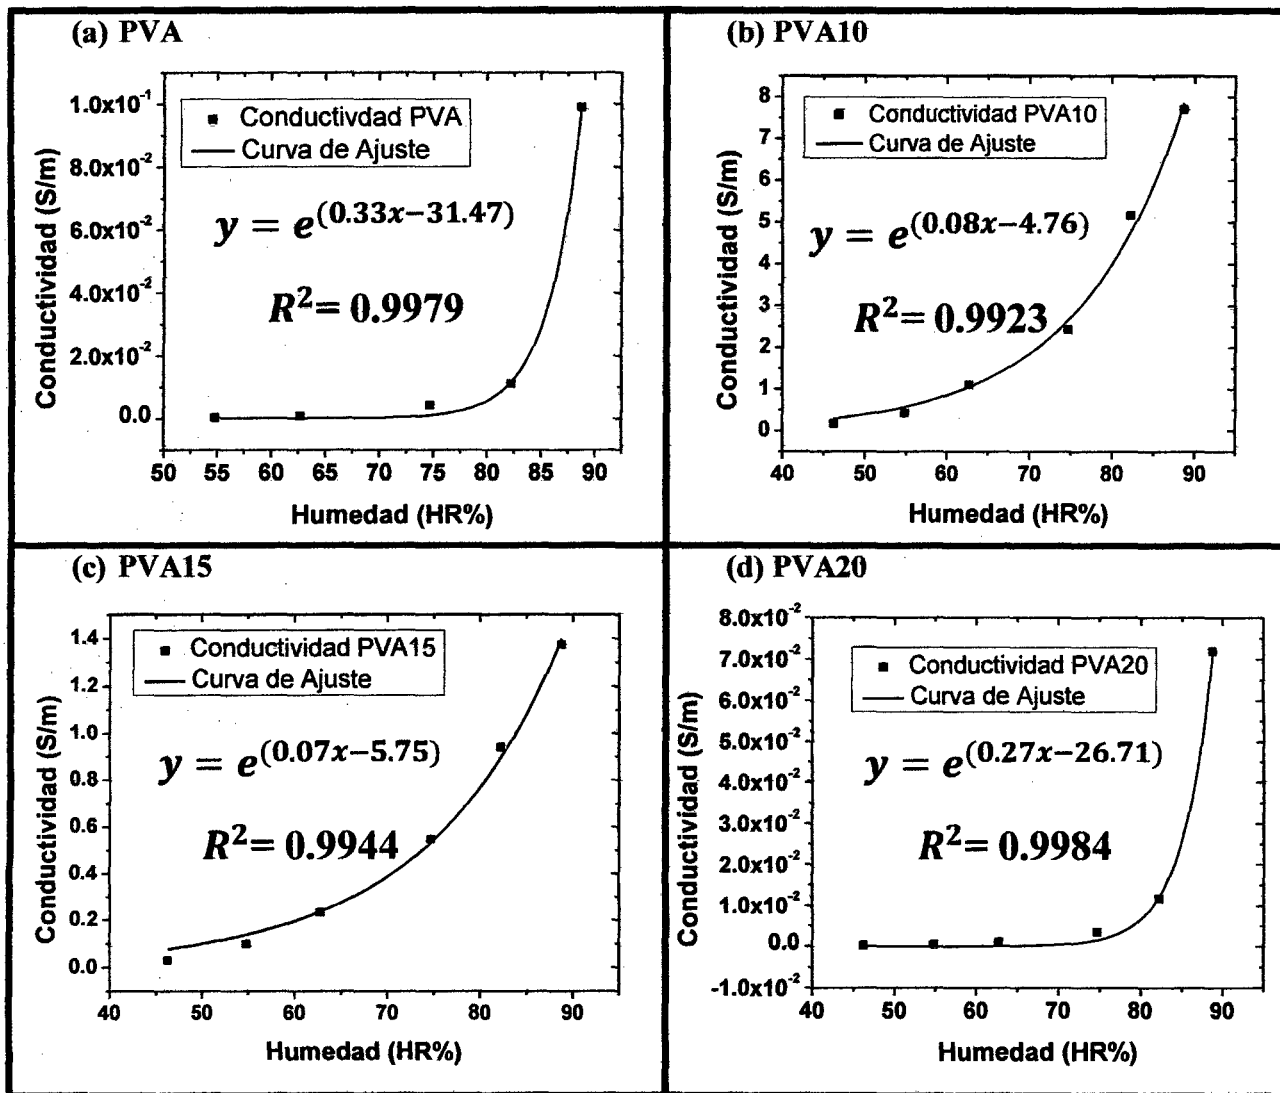 (a) PVA
1.0x10⁻¹
8.0x10⁻²
6.0x10⁻²
4.0x10⁻²
2.0x10⁻²
0.0
Conductividad (S/m)
Conductivdad PVA
Curva de Ajuste
y = e^(0.33x−31.47)
R² = 0.9979
50 55 60 65 70 75 80 85 90
Humedad (HR%)
(b) PVA10
8
7
6
5
4
3
2
1
0
Conductividad (S/m)
Conductividad PVA10
Curva de Ajuste
y = e^(0.08x−4.76)
R² = 0.9923
40 50 60 70 80 90
Humedad (HR%)
(c) PVA15
1.4
1.2
1.0
0.8
0.6
0.4
0.2
0.0
Conductividad (S/m)
Conductividad PVA15
Curva de Ajuste
y = e^(0.07x−5.75)
R² = 0.9944
40 50 60 70 80 90
Humedad (HR%)
(d) PVA20
8.0x10⁻²
7.0x10⁻²
6.0x10⁻²
5.0x10⁻²
4.0x10⁻²
3.0x10⁻²
2.0x10⁻²
1.0x10⁻²
0.0
-1.0x10⁻²
Conductividad (S/m)
Conductividad PVA20
Curva de Ajuste
y = e^(0.27x−26.71)
R² = 0.9984
40 50 60 70 80 90
Humedad (HR%)